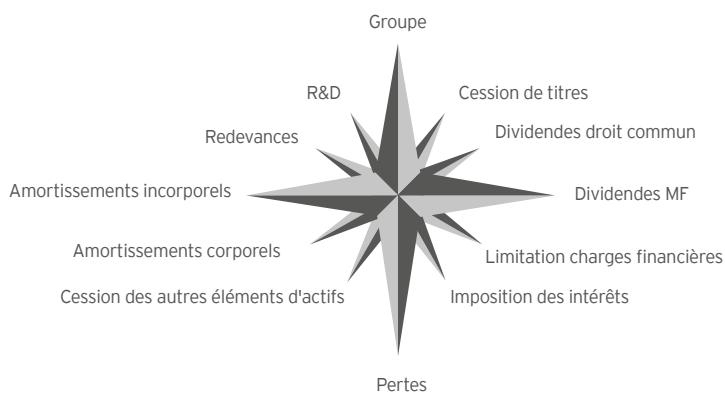 Groupe
R&D
Cession de titres
Redevances
Dividendes droit commun
Amortissements incorporels
Dividendes MF
Amortissements corporels
Limitation charges financières
Cession des autres éléments d'actifs
Imposition des intérêts
Pertes